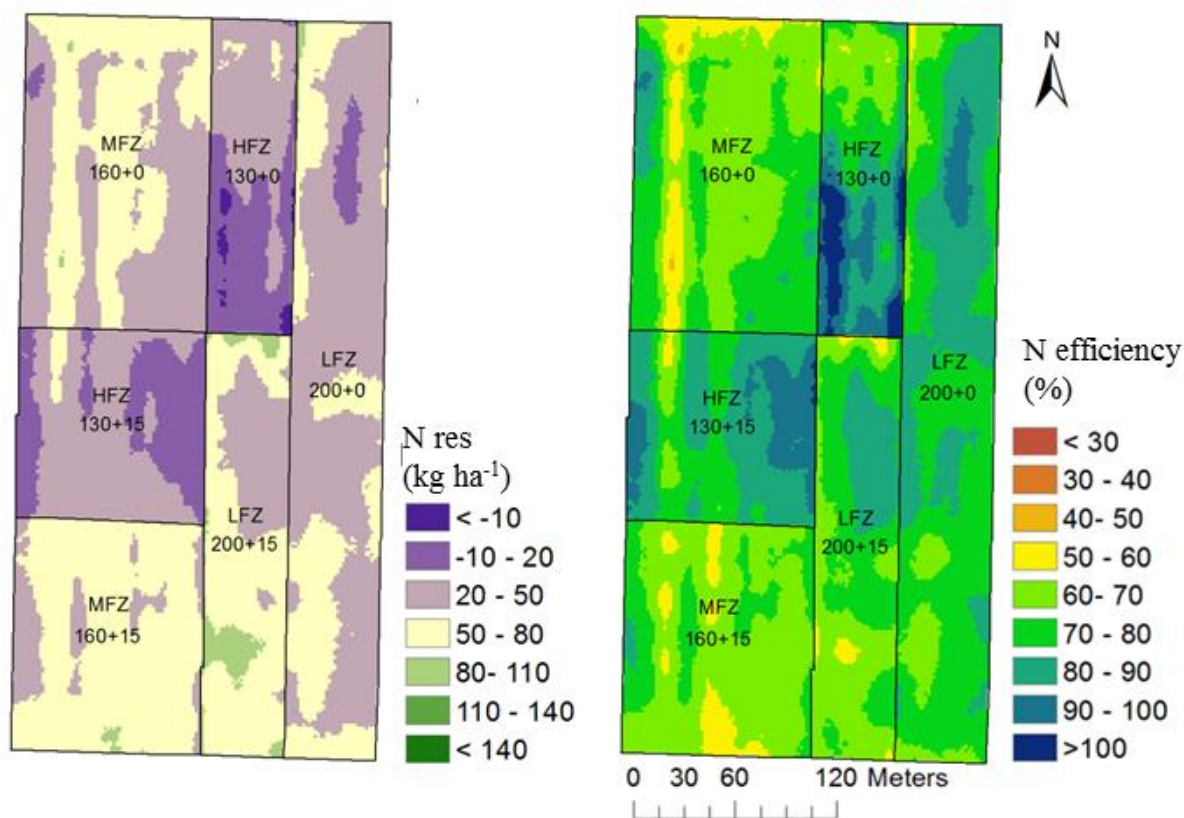 MFZ
160+0
HFZ
130+0
LFZ
200+0
HFZ
130+15
LFZ
200+15
MFZ
160+15
N res
(kg ha⁻¹)
< -10
-10 - 20
20 - 50
50 - 80
80- 110
110 - 140
< 140
MFZ
160+0
HFZ
130+0
LFZ
200+0
HFZ
130+15
LFZ
200+15
MFZ
160+15
N
N efficiency
(%)
< 30
30 - 40
40- 50
50 - 60
60- 70
70 - 80
80 - 90
90 - 100
>100
0 30 60 120 Meters